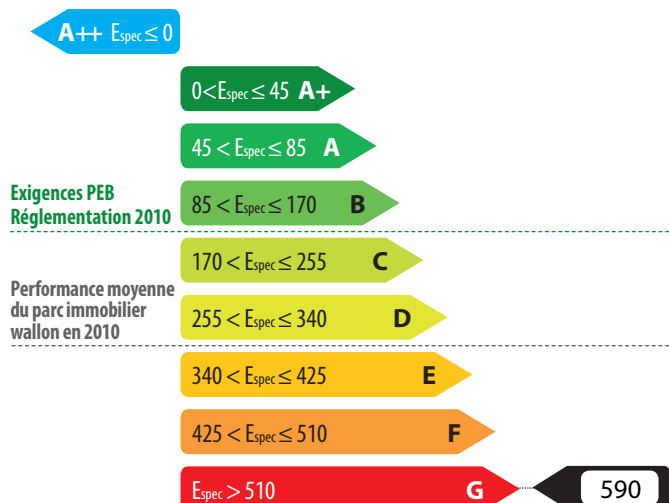 A++ Espec ≤ 0
0<Espec ≤ 45 A+
45 < Espec ≤ 85 A
Exigences PEB
Réglementation 2010
85 < Espec ≤ 170 B
170 < Espec ≤ 255 C
Performance moyenne
du parc immobilier
wallon en 2010
255 < Espec ≤ 340 D
340 < Espec ≤ 425 E
425 < Espec ≤ 510 F
Espec > 510 G 590